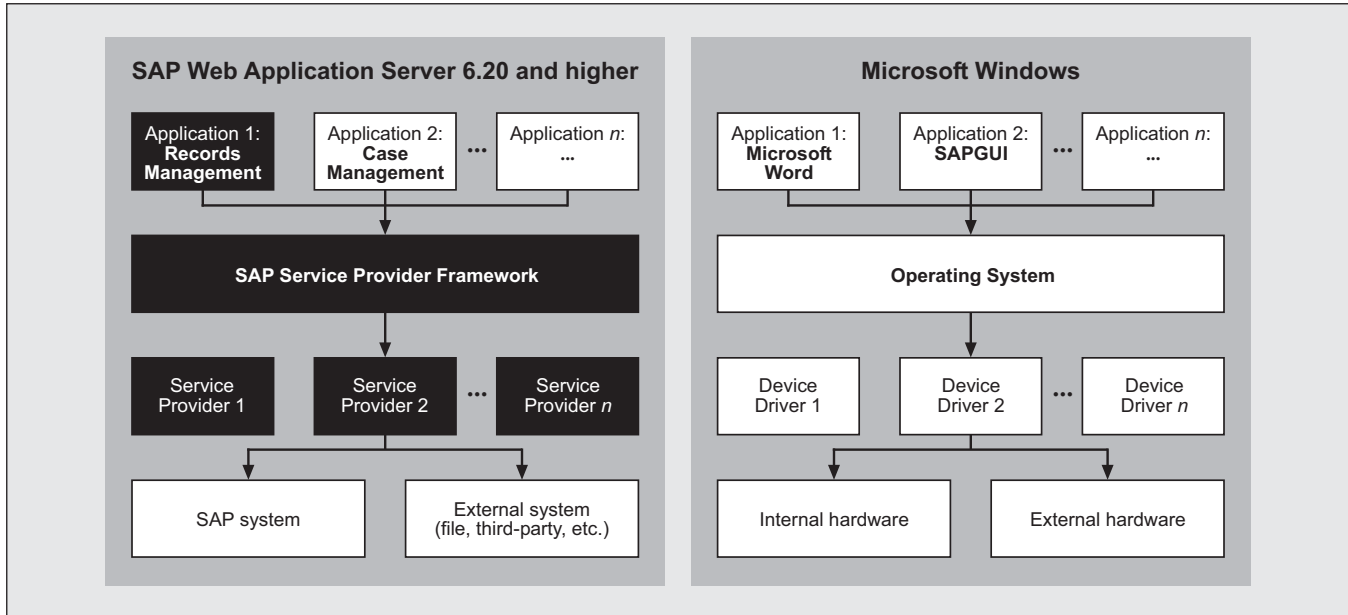 SAP Web Application Server 6.20 and higher
Application 1:
Records
Management
Application 2:
Case
Management
...
Application n:
...
SAP Service Provider Framework
Service
Provider 1
Service
Provider 2
...
Service
Provider n
SAP system
External system
(file, third-party, etc.)
Microsoft Windows
Application 1:
Microsoft
Word
Application 2:
SAPGUI
...
Application n:
...
Operating System
Device
Driver 1
Device
Driver 2
...
Device
Driver n
Internal hardware
External hardware